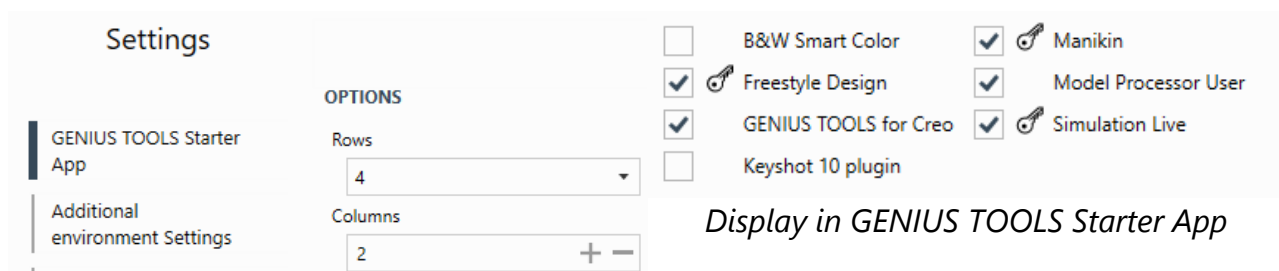 Settings
GENIUS TOOLS Starter
App
Additional
environment Settings
OPTIONS
Rows
4
Columns
2
B&W Smart Color
Freestyle Design
GENIUS TOOLS for Creo
Keyshot 10 plugin
Manikin
Model Processor User
Simulation Live
Display in GENIUS TOOLS Starter App